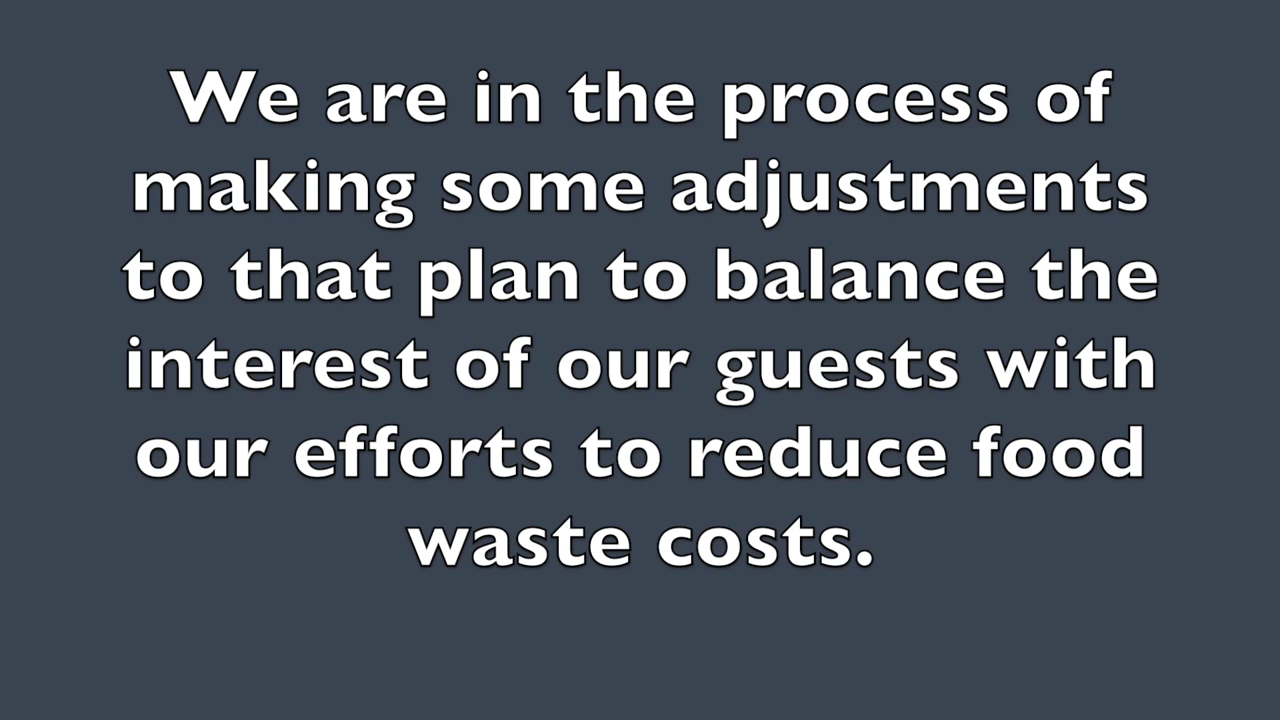 We are in the process of
making some adjustments
to that plan to balance the
interest of our guests with
our efforts to reduce food
waste costs.